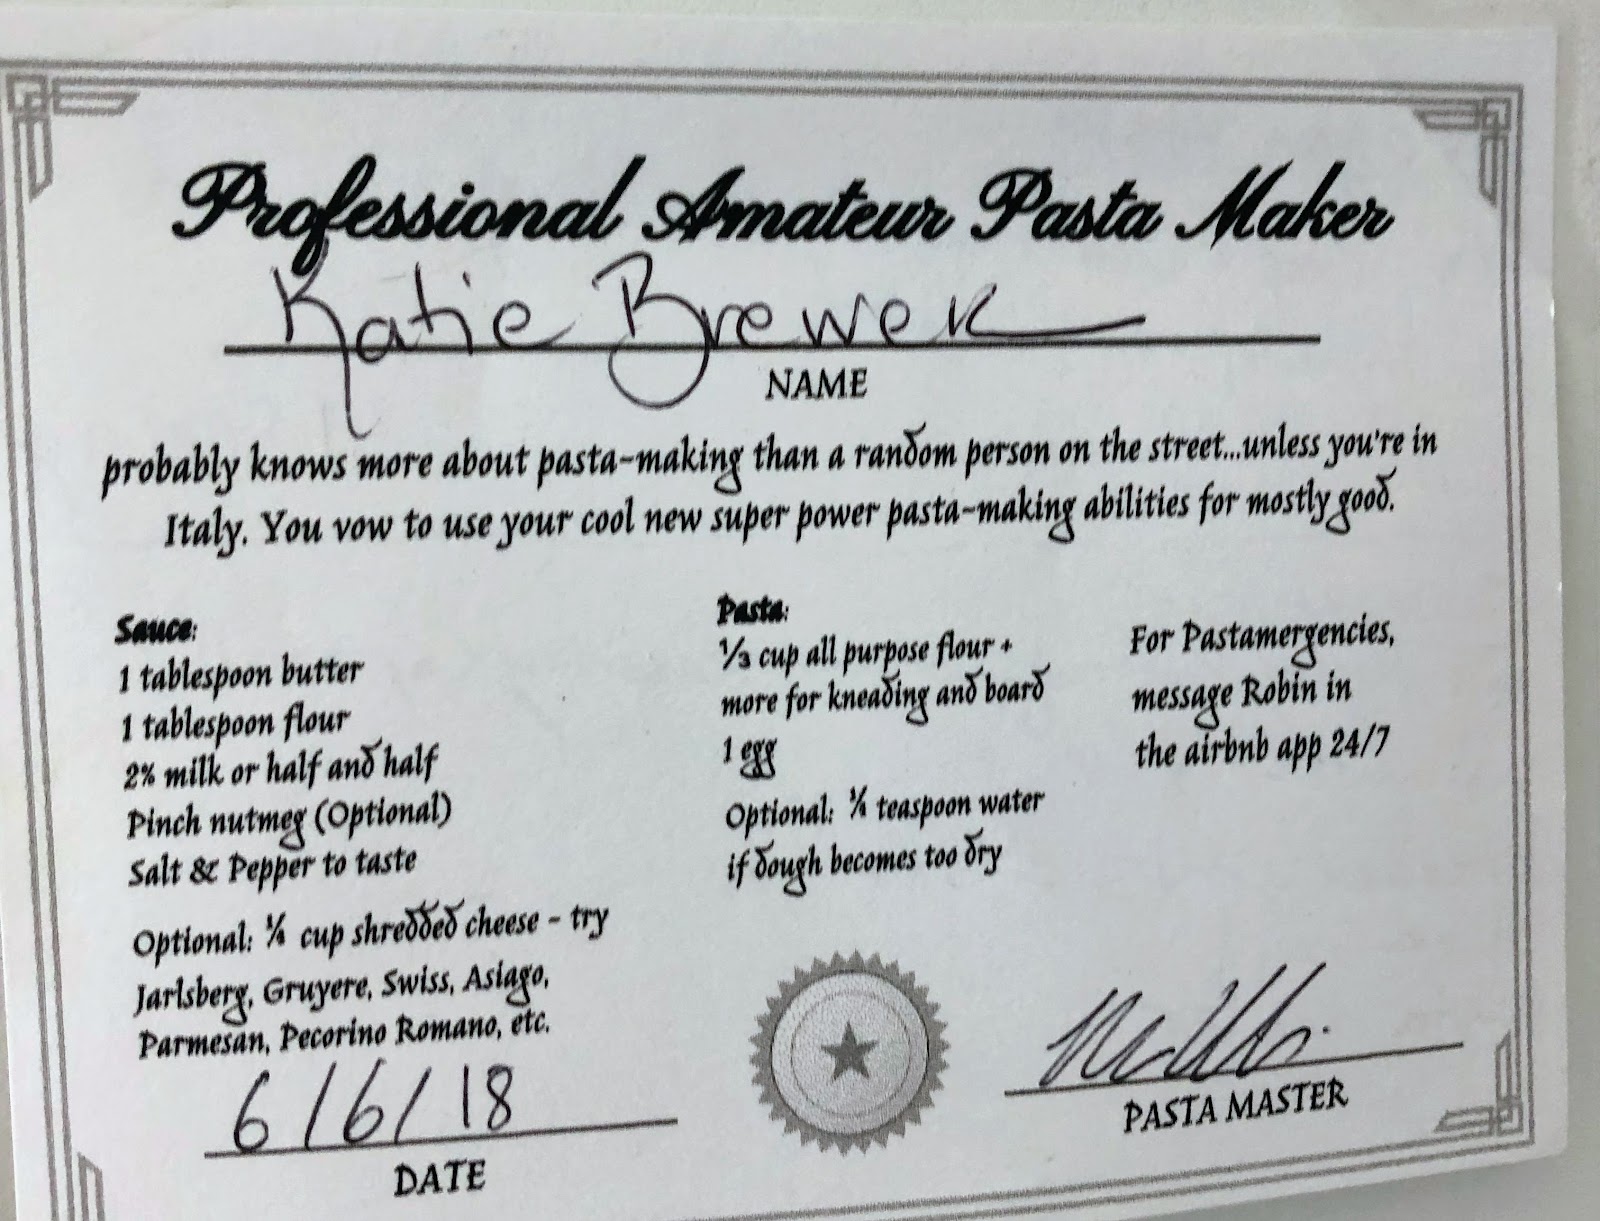 Professional Amateur Pasta Maker
Katie Brewer
NAME
probably knows more about pasta-making than a random person on the street...unless you're in
Italy. You vow to use your cool new super power pasta-making abilities for mostly good.
Sauce:
1 tablespoon butter
1 tablespoon flour
2% milk or half and half
Pinch nutmeg (Optional)
Salt & Pepper to taste
Optional: ¼ cup shredded cheese - try
Jarlsberg, Gruyere, Swiss, Asiago,
Parmesan, Pecorino Romano, etc.
Pasta:
⅓ cup all purpose flour +
more for kneading and board
1 egg
Optional: ¼ teaspoon water
if dough becomes too dry
For Pastamergencies,
message Robin in
the airbnb app 24/7
6/6/18
DATE
PASTA MASTER